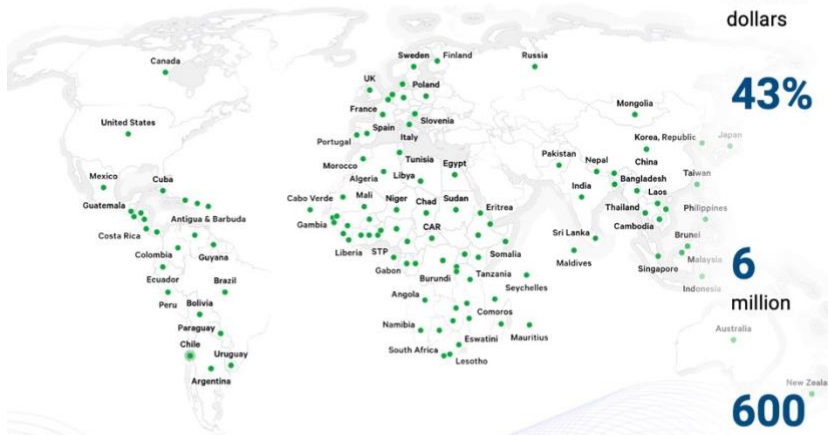 dollars
43%
6
million
600
Canada
Sweden
Finland
Russia
UK
Poland
United States
France
Slovenia
Mongolia
Spain
Italy
Portugal
Korea, Republic
Japan
Morocco
Tunisia
Egypt
Pakistan
Nepal
China
Mexico
Cuba
Algeria
Libya
Bangladesh
Taiwan
India
Laos
Guatemala
Cabo Verde
Mali
Niger
Chad
Sudan
Eritrea
Thailand
Philippines
Antigua & Barbuda
Gambia
CAR
Cambodia
Costa Rica
Sri Lanka
Brunei
Colombia
Guyana
Liberia
STP
Somalia
Maldives
Singapore
Malaysia
Gabon
Burundi
Tanzania
Ecuador
Brazil
Seychelles
Indonesia
Peru
Bolivia
Angola
Comoros
Paraguay
Namibia
Eswatini
Mauritius
Australia
Chile
Uruguay
South Africa
Lesotho
Argentina
New Zeala